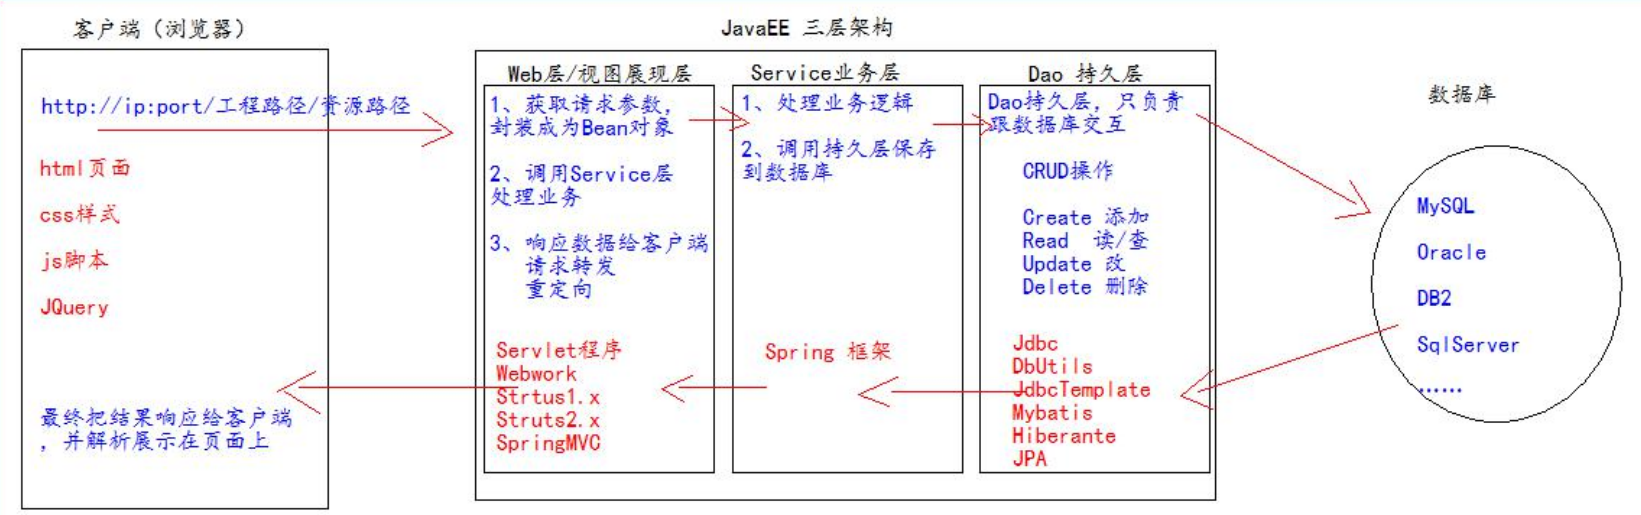 客户端（浏览器）
http://ip:port/工程路径/资源路径
html页面
css样式
js脚本
JQuery
最终把结果响应给客户端
，并解析展示在页面上
JavaEE 三层架构
Web层/视图展现层
1、获取请求参数，
封装成为Bean对象
2、调用Service层
处理业务
3、响应数据给客户端
请求转发
重定向
Servlet程序
Webwork
Strtus1.x
Struts2.x
SpringMVC
Service业务层
1、处理业务逻辑
2、调用持久层保存
到数据库
Spring 框架
Dao 持久层
Dao持久层，只负责
跟数据库交互
CRUD操作
Create 添加
Read 读/查
Update 改
Delete 删除
Jdbc
DbUtils
JdbcTemplate
Mybatis
Hiberante
JPA
数据库
MySQL
Oracle
DB2
SqlServer
......